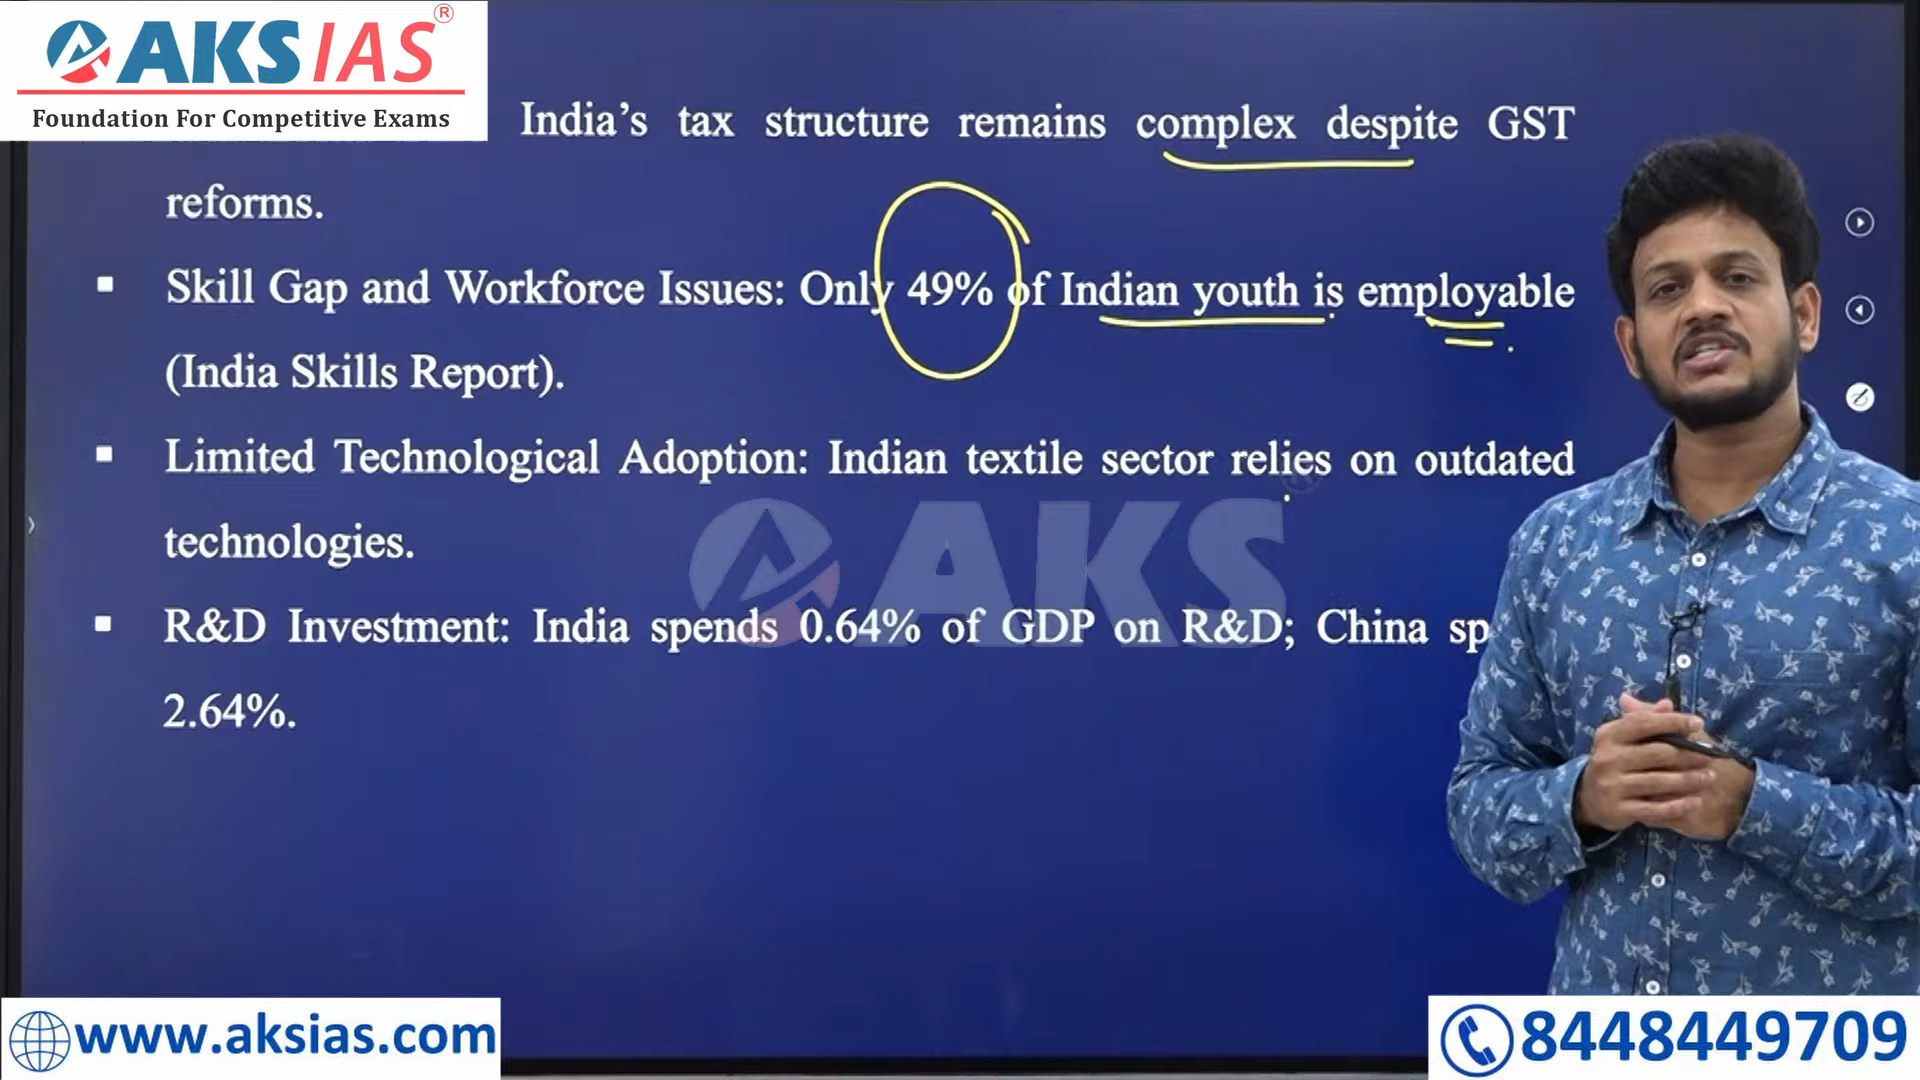 AKS IAS ®
Foundation For Competitive Exams
India's tax structure remains complex despite GST
reforms.
▪ Skill Gap and Workforce Issues: Only 49% of Indian youth is employable
(India Skills Report).
▪ Limited Technological Adoption: Indian textile sector relies on outdated
technologies.
AKS ®
▪ R&D Investment: India spends 0.64% of GDP on R&D; China
2.64%.
www.aksias.com
8448449709